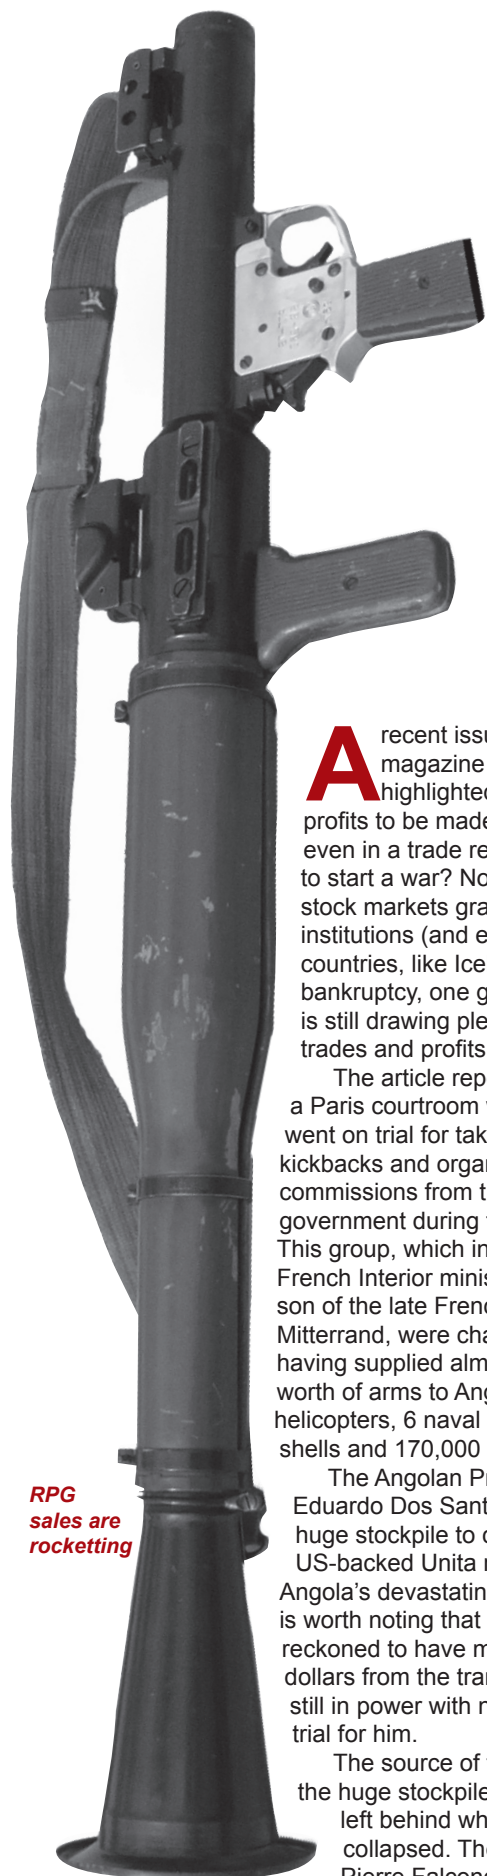 A recent issu
magazine
highlighted
profits to be made
even in a trade re
to start a war? No
stock markets gra
institutions (and e
countries, like Ice
bankruptcy, one g
is still drawing ple
trades and profits
The article rep
a Paris courtroom
went on trial for tak
kickbacks and organ
commissions from t
government during
This group, which in
French Interior minis
son of the late French
Mitterrand, were cha
having supplied alm
worth of arms to Ang
helicopters, 6 naval
shells and 170,000
The Angolan Pr
Eduardo Dos Sant
huge stockpile to
US-backed Unita
Angola's devastatin
is worth noting that
reckoned to have m
dollars from the tran
still in power with n
trial for him.
The source of
the huge stockpile
left behind wh
collapsed. The
Pierre Falcon
RPG
sales are
rocketting